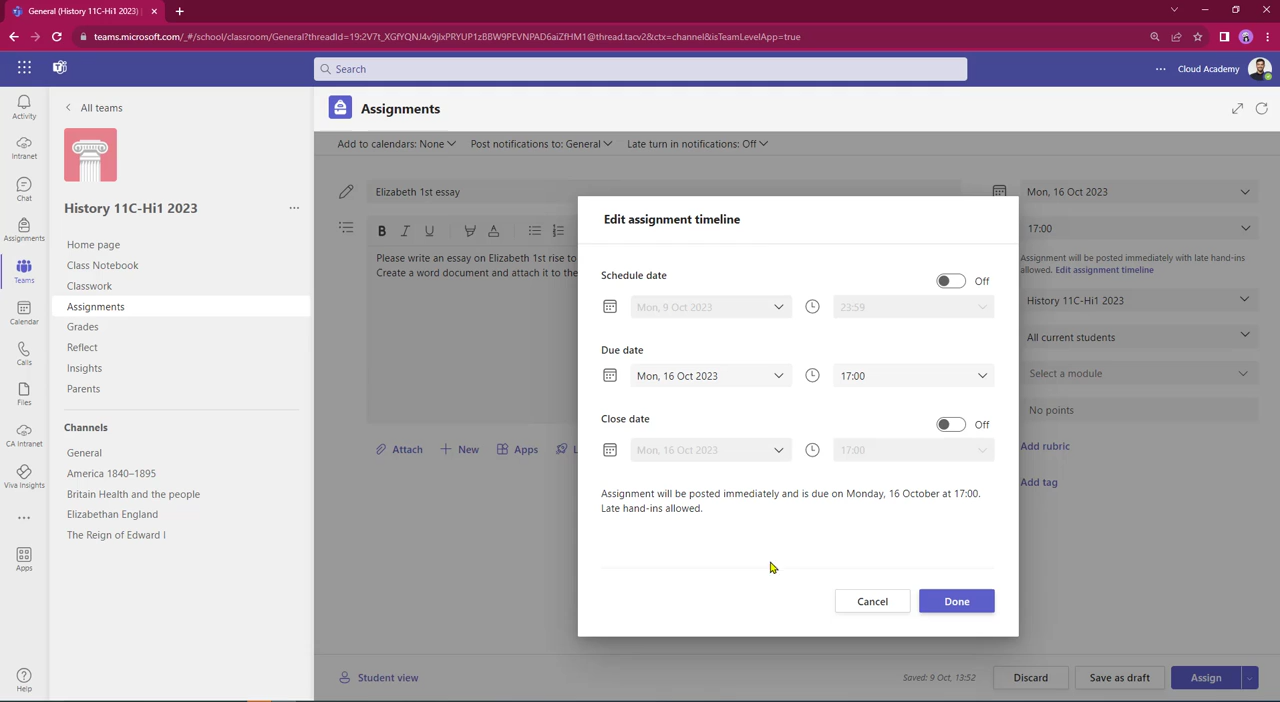 General (History 11C-Hi1 2023)
teams.microsoft.com/_#/school/classroom/General?threadId=19:2V7t_XGfYQNJ4v9jlxPRYUP1zBBW9PEVNPAD6aiZfHM1@thread.tacv2&ctx=channel&isTeamLevelApp=true
Search
Cloud Academy
Activity
Intranet
Chat
Assignments
Teams
Calendar
Calls
Files
CA Intranet
Viva Insights
Apps
Help
All teams
History 11C-Hi1 2023
Home page
Class Notebook
Classwork
Assignments
Grades
Reflect
Insights
Parents
Channels
General
America 1840–1895
Britain Health and the people
Elizabethan England
The Reign of Edward I
Assignments
Add to calendars: None
Post notifications to: General
Late turn in notifications: Off
Elizabeth 1st essay
B I U
Please write an essay on Elizabeth 1st rise to
Create a word document and attach it to the
Attach
New
Apps
Mon, 16 Oct 2023
17:00
Assignment will be posted immediately with late hand-ins
allowed. Edit assignment timeline
History 11C-Hi1 2023
All current students
Select a module
No points
Add rubric
Add tag
Edit assignment timeline
Schedule date
Off
Mon, 9 Oct 2023
23:59
Due date
Mon, 16 Oct 2023
17:00
Close date
Off
Mon, 16 Oct 2023
17:00
Assignment will be posted immediately and is due on Monday, 16 October at 17:00.
Late hand-ins allowed.
Cancel
Done
Student view
Saved: 9 Oct, 13:52
Discard
Save as draft
Assign